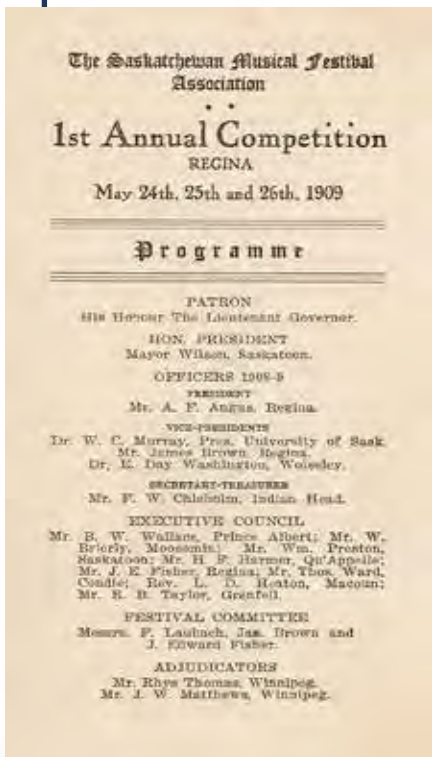 The Saskatchewan Musical Festival
Association
1st Annual Competition
REGINA
May 24th, 25th and 26th, 1909
Programme
PATRON
His Honour The Lieutenant Governor.
HON. PRESIDENT
Mayor Wilson, Saskatoon.
OFFICERS 1908-9
PRESIDENT
Mr. A. F. Angus, Regina.
VICE-PRESIDENTS
Dr. W. C. Murray, Pres. University of Sask.
Mr. James Brown, Regina.
Dr. E. Day Washington, Wolseley.
SECRETARY-TREASURER
Mr. F. W. Chisholm, Indian Head.
EXECUTIVE COUNCIL
Mr. B. W. Wallace, Prince Albert; Mr. W.
Brierly, Moosomin; Mr. Wm. Preston,
Saskatoon; Mr. H. F. Harmer, Qu'Appelle;
Mr. J. E. Fisher, Regina; Mr. Thos. Ward,
Condie; Rev. L. D. Heaton, Macoun;
Mr. R. B. Taylor, Grenfell.
FESTIVAL COMMITTEE
Messrs. F. Laubach, Jas. Brown and
J. Edward Fisher.
ADJUDICATORS
Mr. Rhys Thomas, Winnipeg.
Mr. J. W. Matthews, Winnipeg.